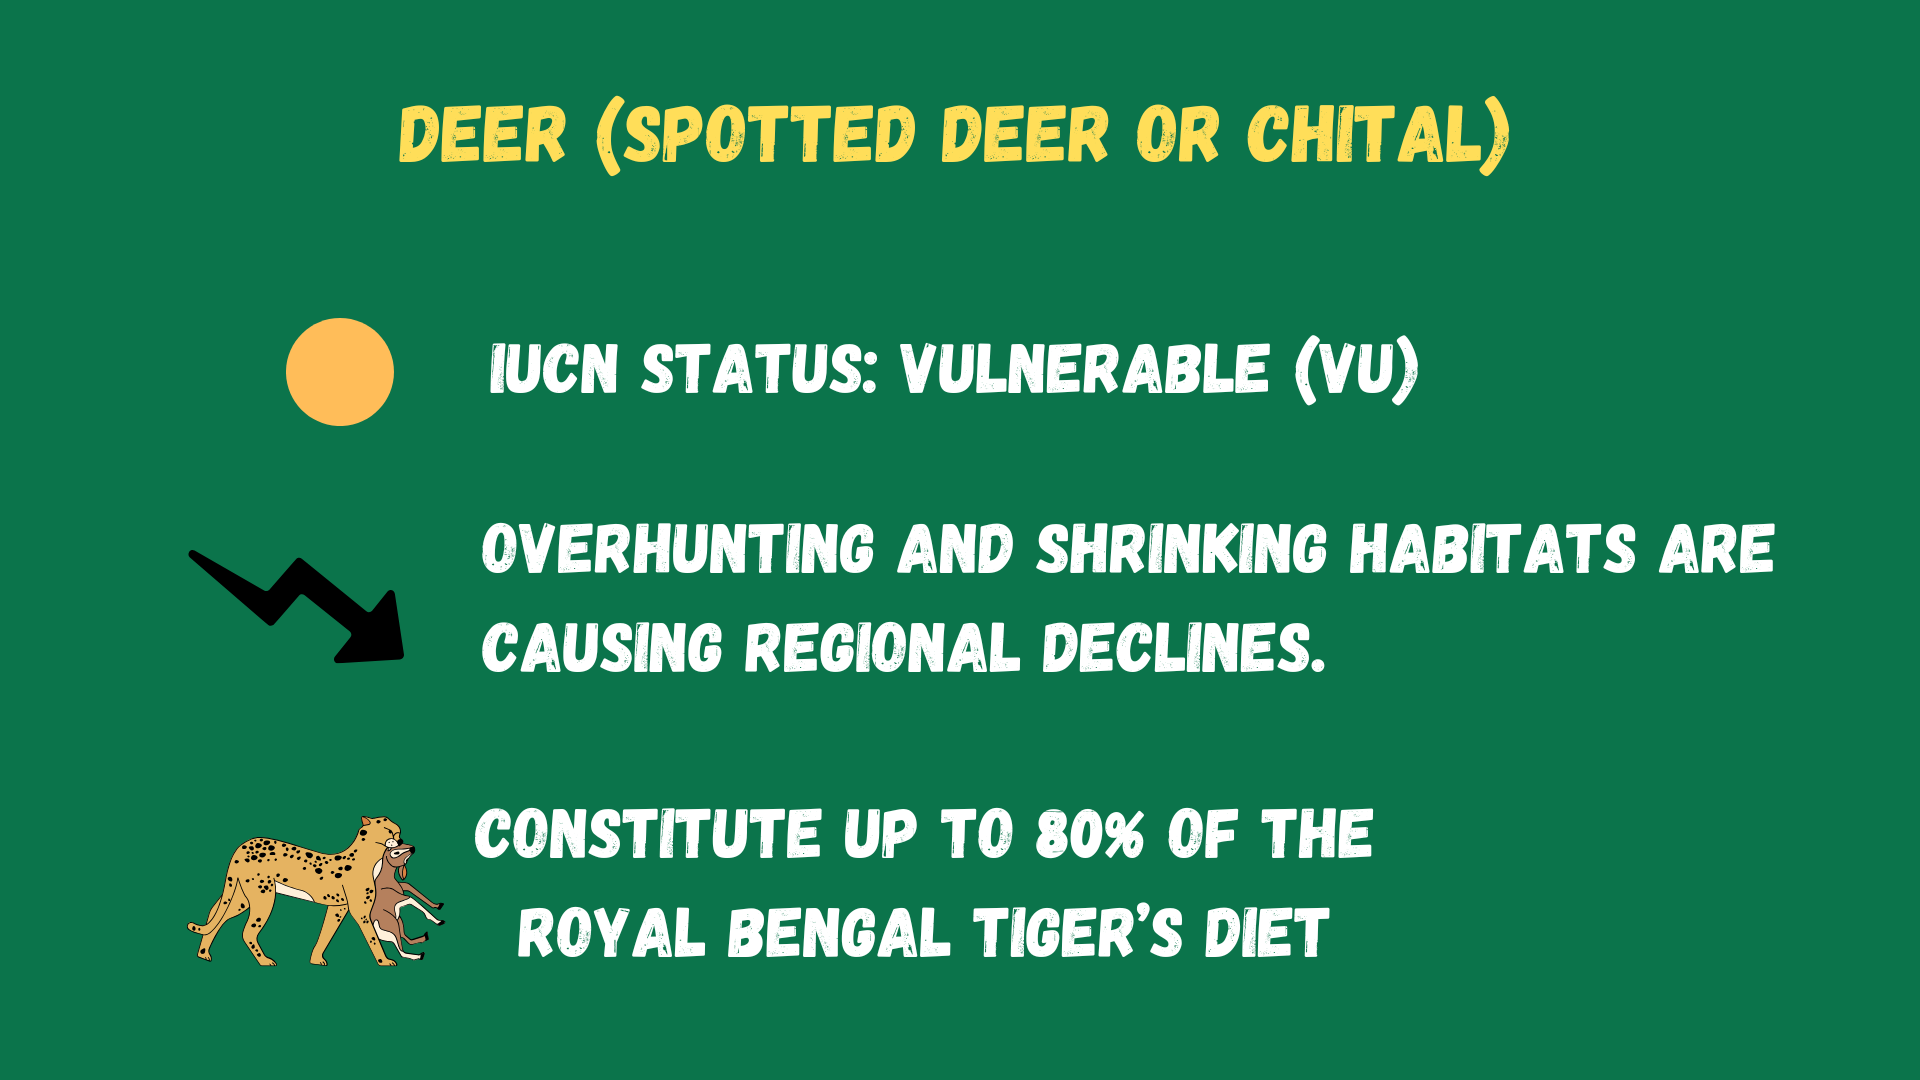 DEER (SPOTTED DEER OR CHITAL)
IUCN STATUS: VULNERABLE (VU)
OVERHUNTING AND SHRINKING HABITATS ARE
CAUSING REGIONAL DECLINES.
CONSTITUTE UP TO 80% OF THE
ROYAL BENGAL TIGER’S DIET